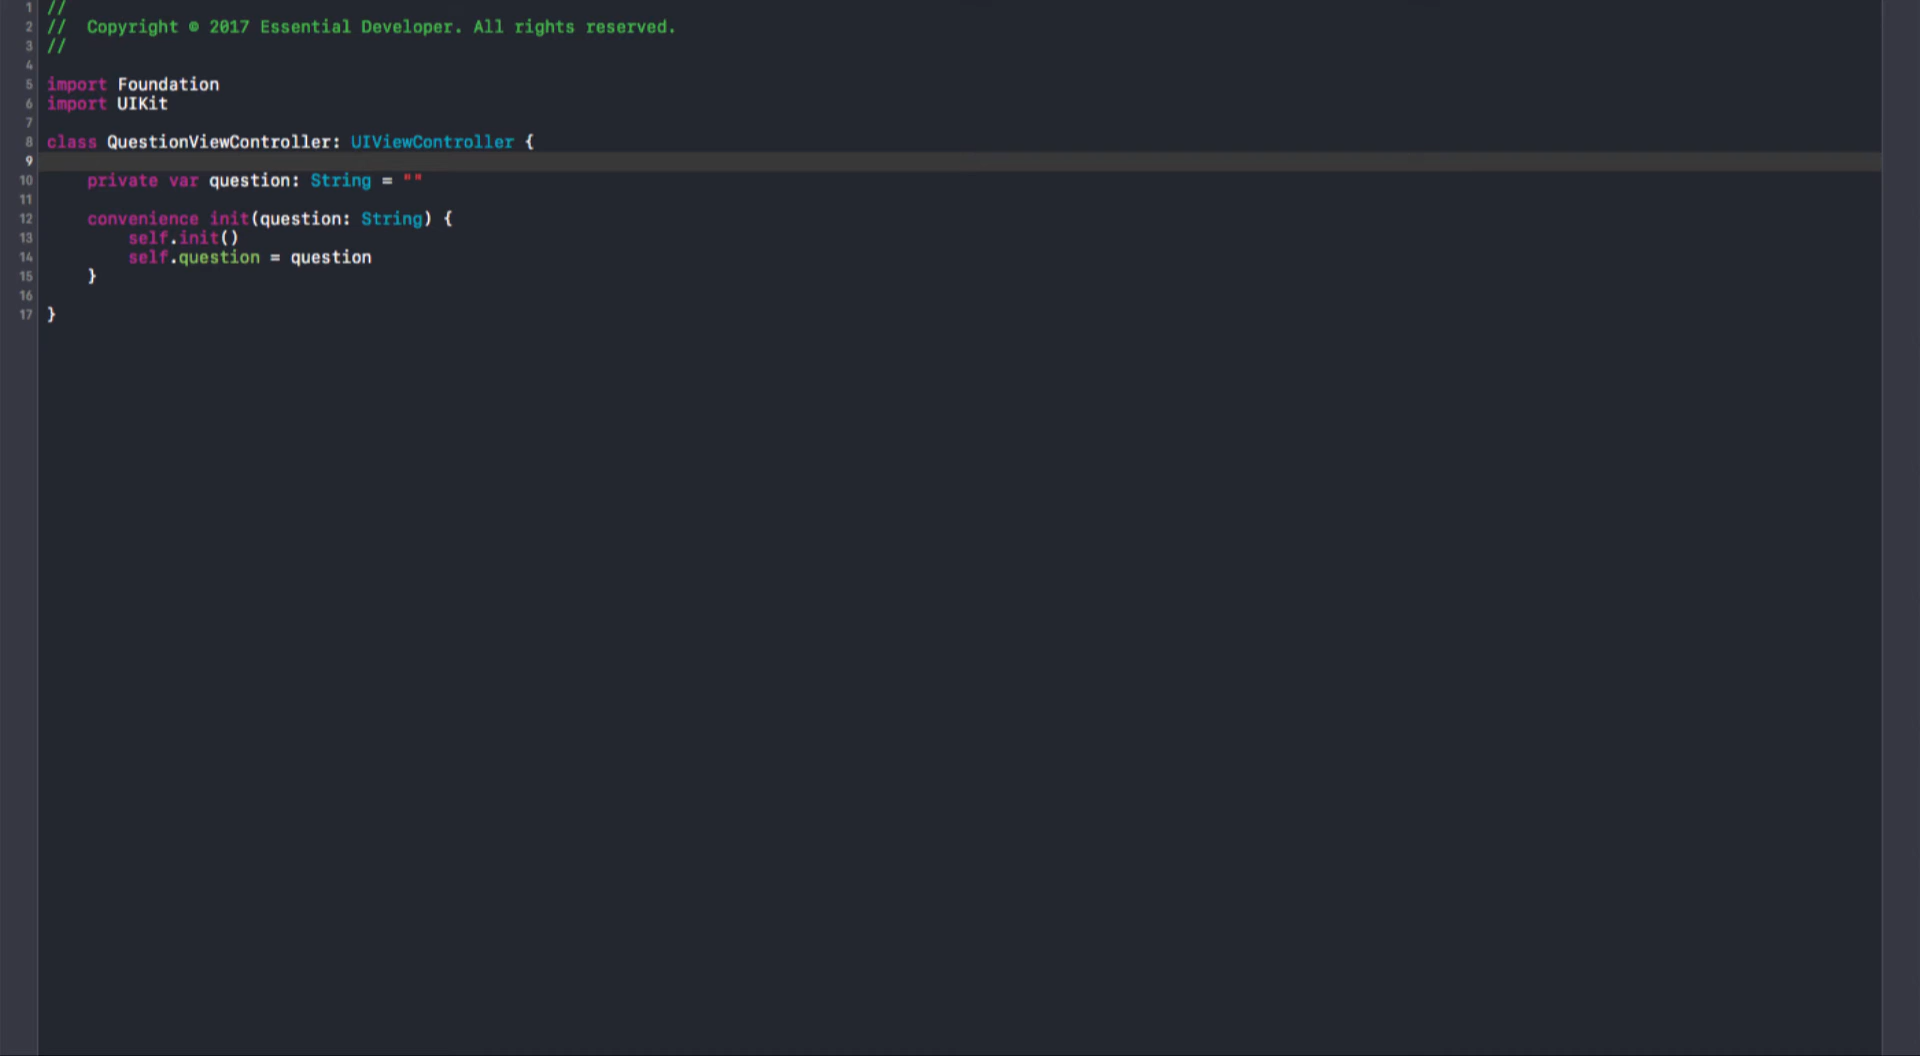 1 //
2 //  Copyright © 2017 Essential Developer. All rights reserved.
3 //
4
5 import Foundation
6 import UIKit
7
8 class QuestionViewController: UIViewController {
9
10     private var question: String = ""
11
12     convenience init(question: String) {
13         self.init()
14         self.question = question
15     }
16
17 }